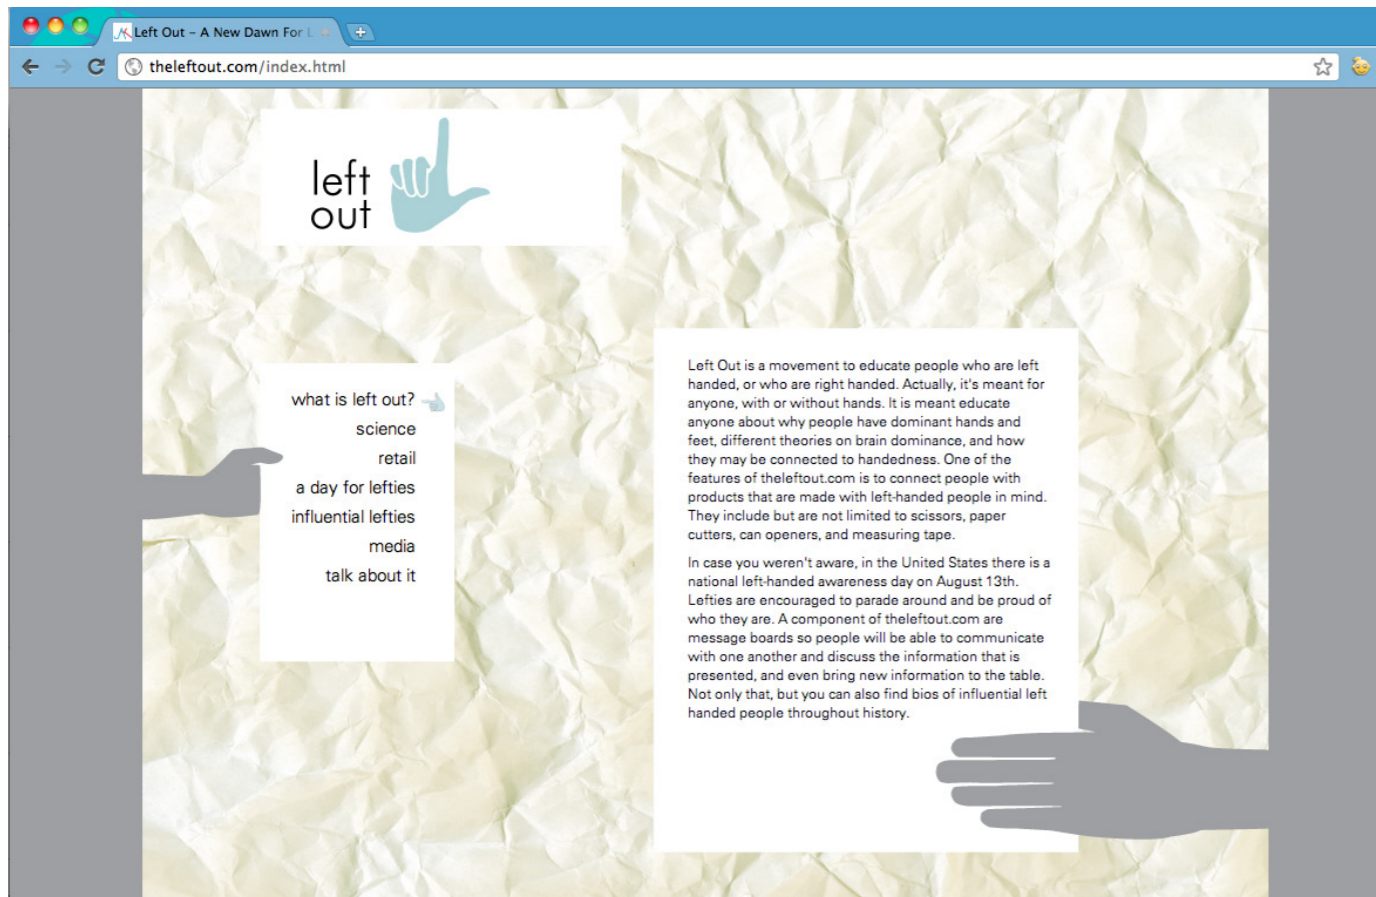 Left Out – A New Dawn For L
theleftout.com/index.html
left
out
what is left out?
science
retail
a day for lefties
influential lefties
media
talk about it
Left Out is a movement to educate people who are left
handed, or who are right handed. Actually, it's meant for
anyone, with or without hands. It is meant educate
anyone about why people have dominant hands and
feet, different theories on brain dominance, and how
they may be connected to handedness. One of the
features of theleftout.com is to connect people with
products that are made with left-handed people in mind.
They include but are not limited to scissors, paper
cutters, can openers, and measuring tape.
In case you weren't aware, in the United States there is a
national left-handed awareness day on August 13th.
Lefties are encouraged to parade around and be proud of
who they are. A component of theleftout.com are
message boards so people will be able to communicate
with one another and discuss the information that is
presented, and even bring new information to the table.
Not only that, but you can also find bios of influential left
handed people throughout history.